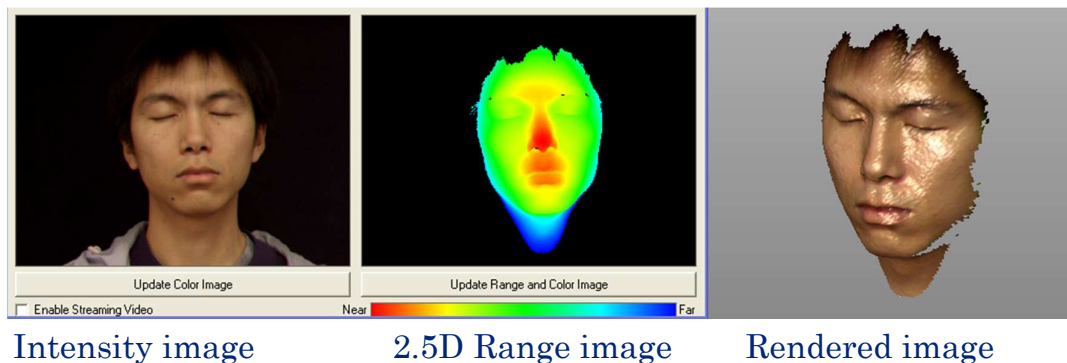 Update Color Image
Update Range and Color Image
Enable Streaming Video
Near
Far
Intensity image
2.5D Range image
Rendered image